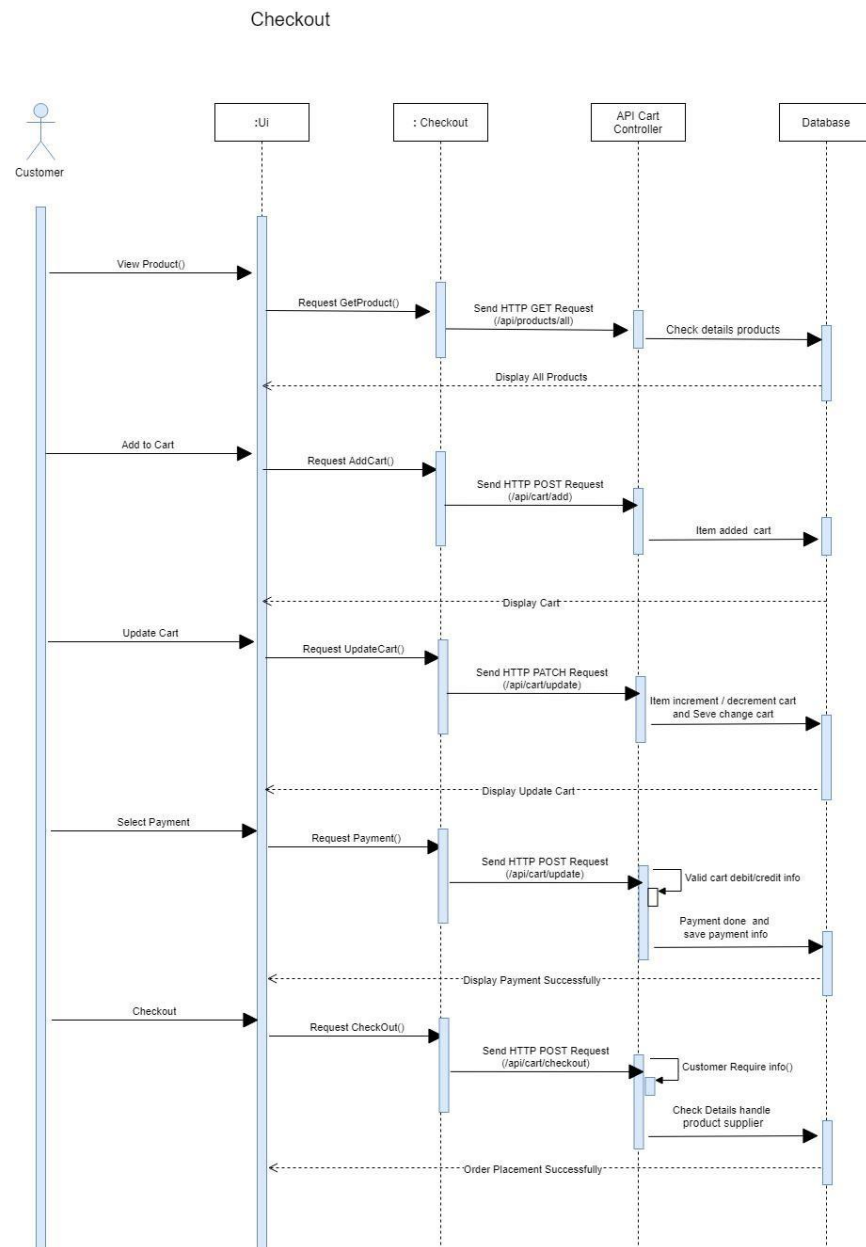 Checkout
:Ui
: Checkout
API Cart
Controller
Database
Customer
View Product()
Request GetProduct()
Send HTTP GET Request
(/api/products/all)
Check details products
Display All Products
Add to Cart
Request AddCart()
Send HTTP POST Request
(/api/cart/add)
Item added cart
Display Cart
Update Cart
Request UpdateCart()
Send HTTP PATCH Request
(/api/cart/update)
Item increment / decrement cart
and Seve change cart
Display Update Cart
Select Payment
Request Payment()
Send HTTP POST Request
(/api/cart/update)
Valid cart debit/credit info
Payment done and
save payment info
Display Payment Successfully
Checkout
Request CheckOut()
Send HTTP POST Request
(/api/cart/checkout)
Customer Require info()
Check Details handle
product supplier
Order Placement Successfully